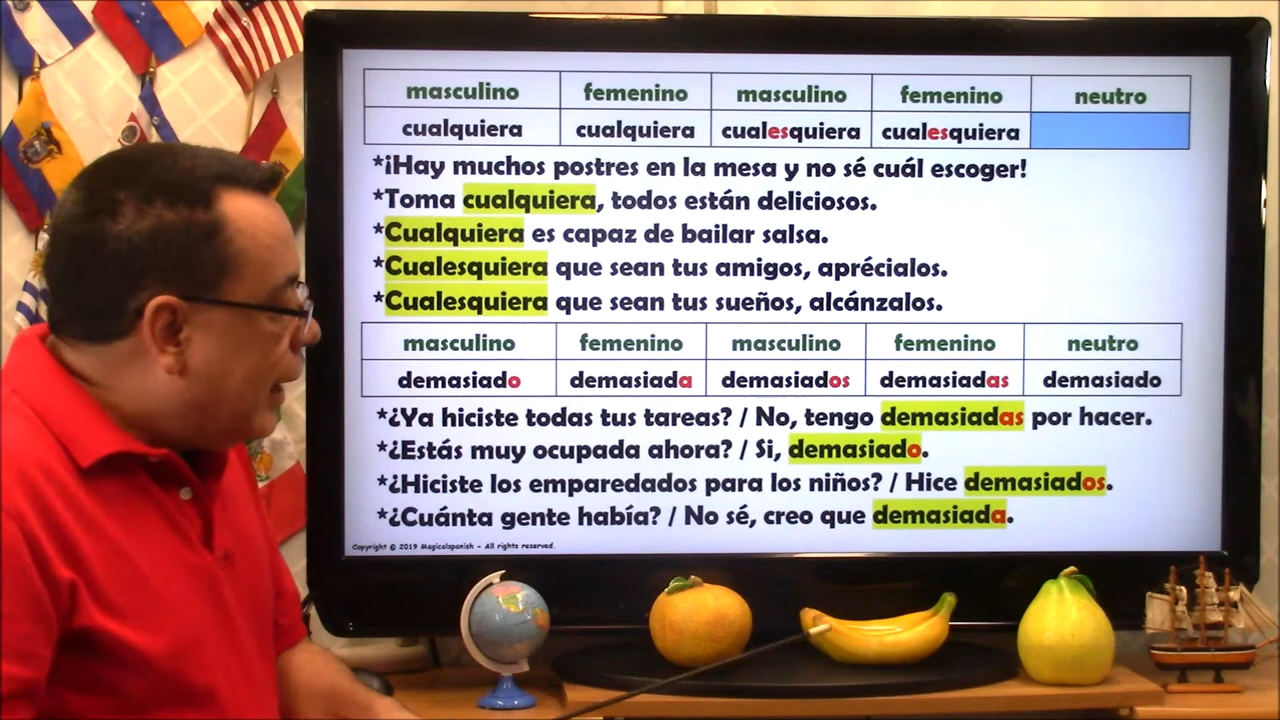 masculino femenino masculino femenino neutro
cualquiera cualquiera cualesquiera cualesquiera
*¡Hay muchos postres en la mesa y no sé cuál escoger!
*Toma cualquiera, todos están deliciosos.
*Cualquiera es capaz de bailar salsa.
*Cualesquiera que sean tus amigos, aprécialos.
*Cualesquiera que sean tus sueños, alcánzalos.
masculino femenino masculino femenino neutro
demasiado demasiada demasiados demasiadas demasiado
*¿Ya hiciste todas tus tareas? / No, tengo demasiadas por hacer.
*¿Estás muy ocupada ahora? / Si, demasiado.
*¿Hiciste los emparedados para los niños? / Hice demasiados.
*¿Cuánta gente había? / No sé, creo que demasiada.
Copyright © 2019 Magicalspanish - All rights reserved.